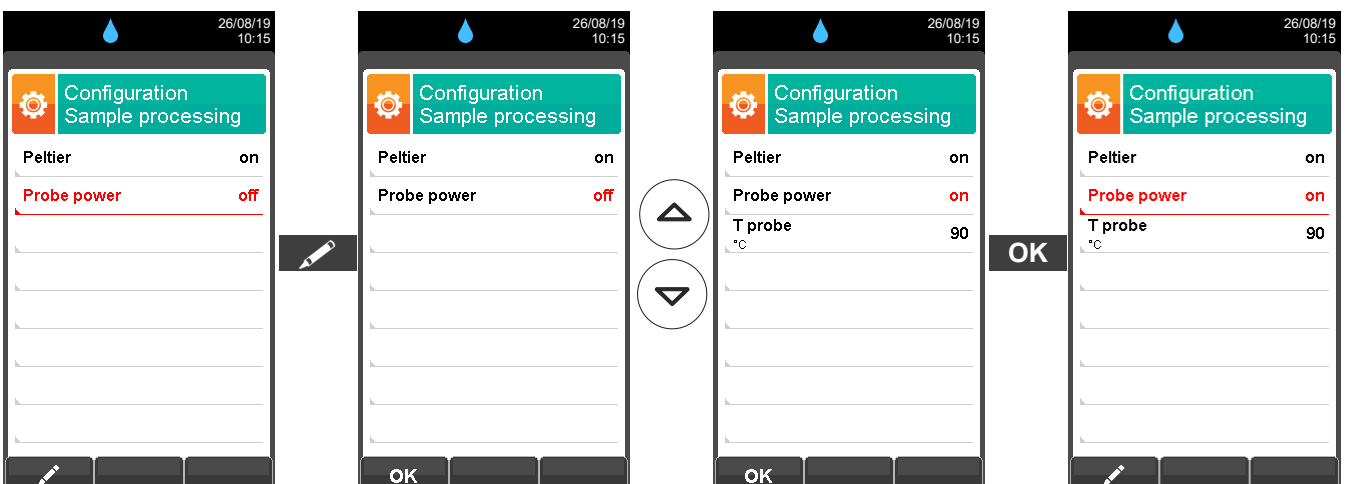 26/08/19
10:15
Configuration
Sample processing
Peltier on
Probe power off
26/08/19
10:15
Configuration
Sample processing
Peltier on
Probe power off
OK
26/08/19
10:15
Configuration
Sample processing
Peltier on
Probe power on
T probe 90
°C
OK
OK
26/08/19
10:15
Configuration
Sample processing
Peltier on
Probe power on
T probe 90
°C